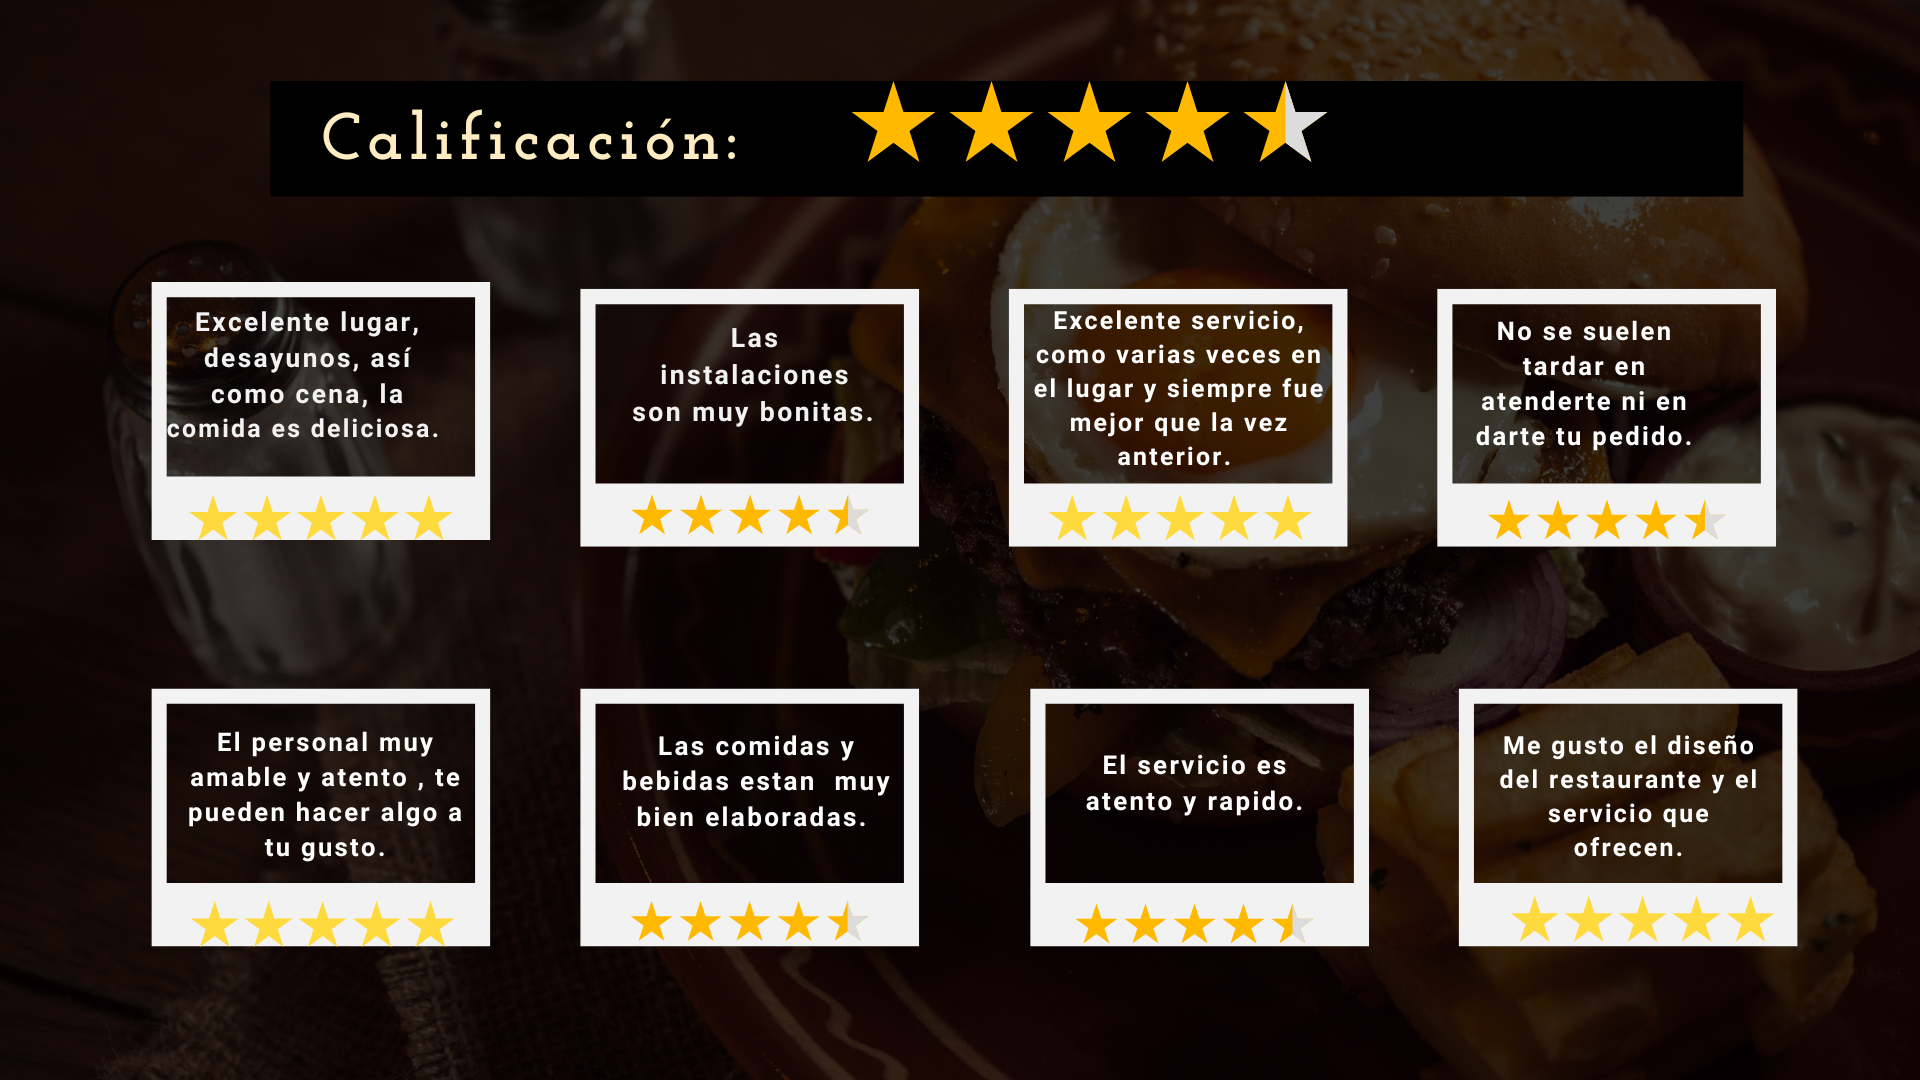 Calificación:
Excelente lugar,
desayunos, así
como cena, la
comida es deliciosa.
Las
instalaciones
son muy bonitas.
Excelente servicio,
como varias veces en
el lugar y siempre fue
mejor que la vez
anterior.
No se suelen
tardar en
atenderte ni en
darte tu pedido.
El personal muy
amable y atento , te
pueden hacer algo a
tu gusto.
Las comidas y
bebidas estan  muy
bien elaboradas.
El servicio es
atento y rapido.
Me gusto el diseño
del restaurante y el
servicio que
ofrecen.